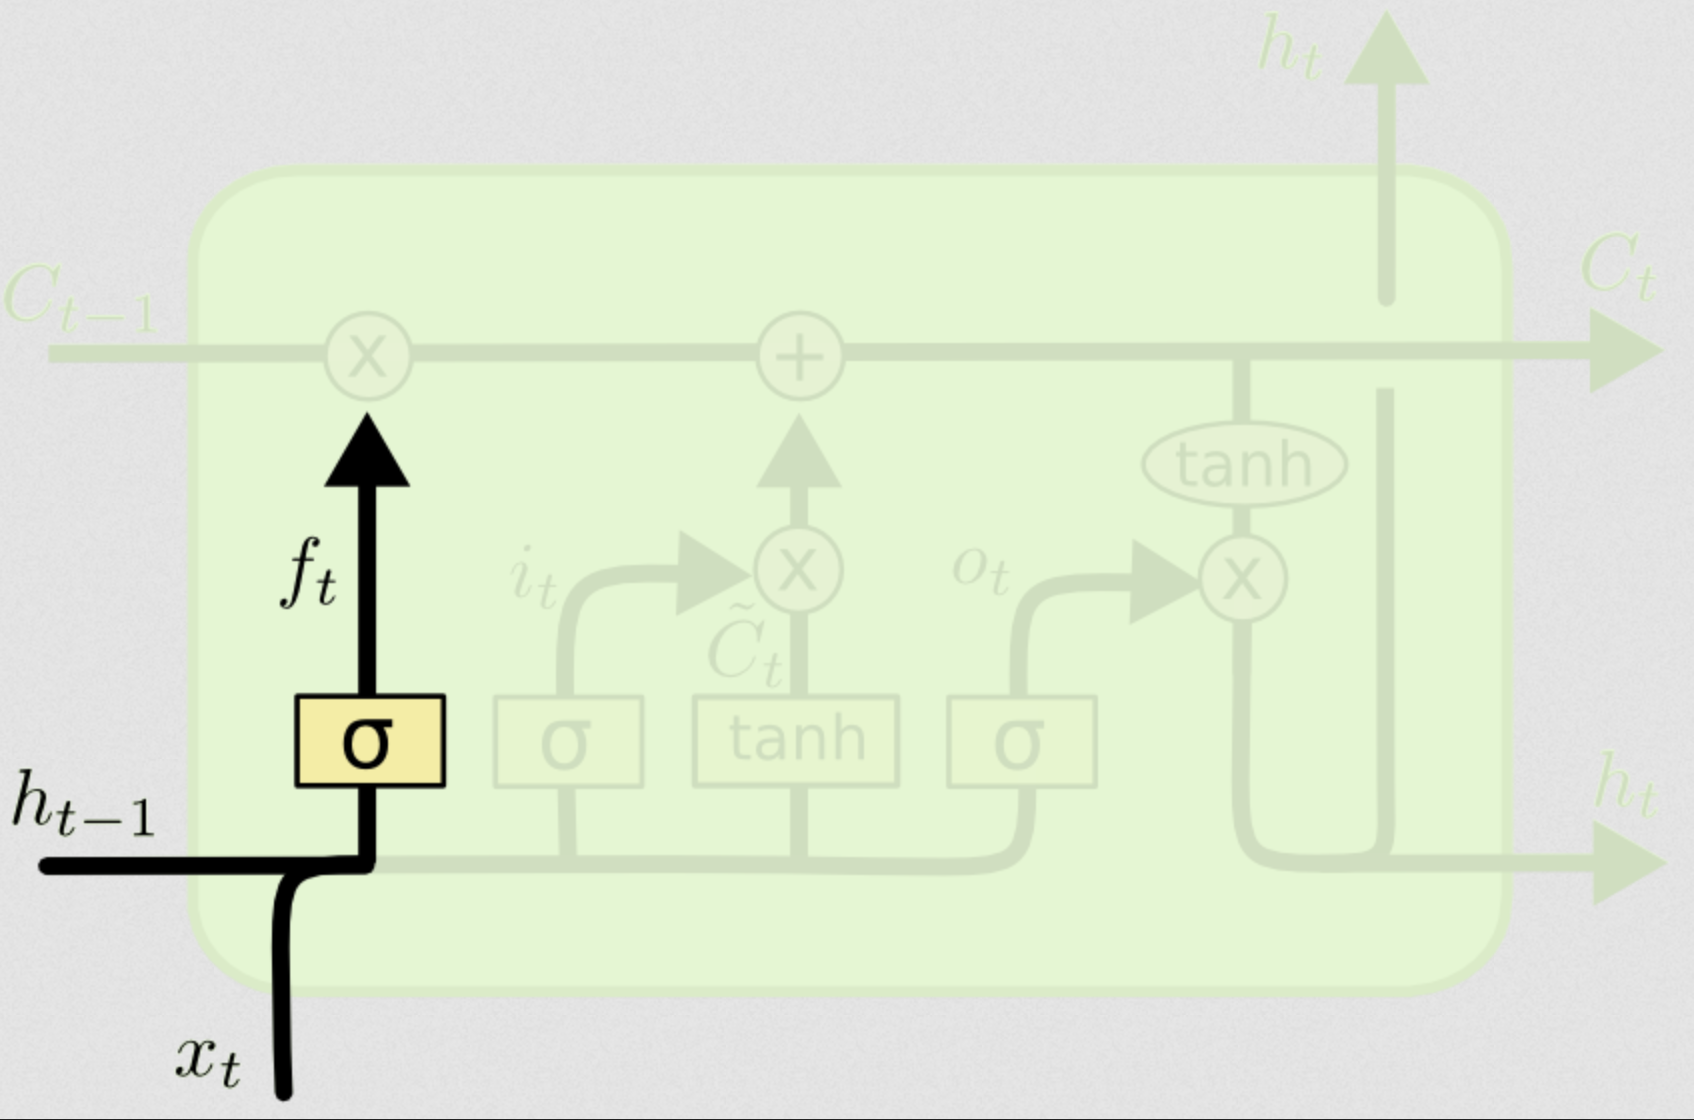 h_t
C_{t-1}
C_t
x
+
tanh
f_t
i_t
x
o_t
x
C̃_t
σ
σ
tanh
σ
h_{t-1}
h_t
x_t